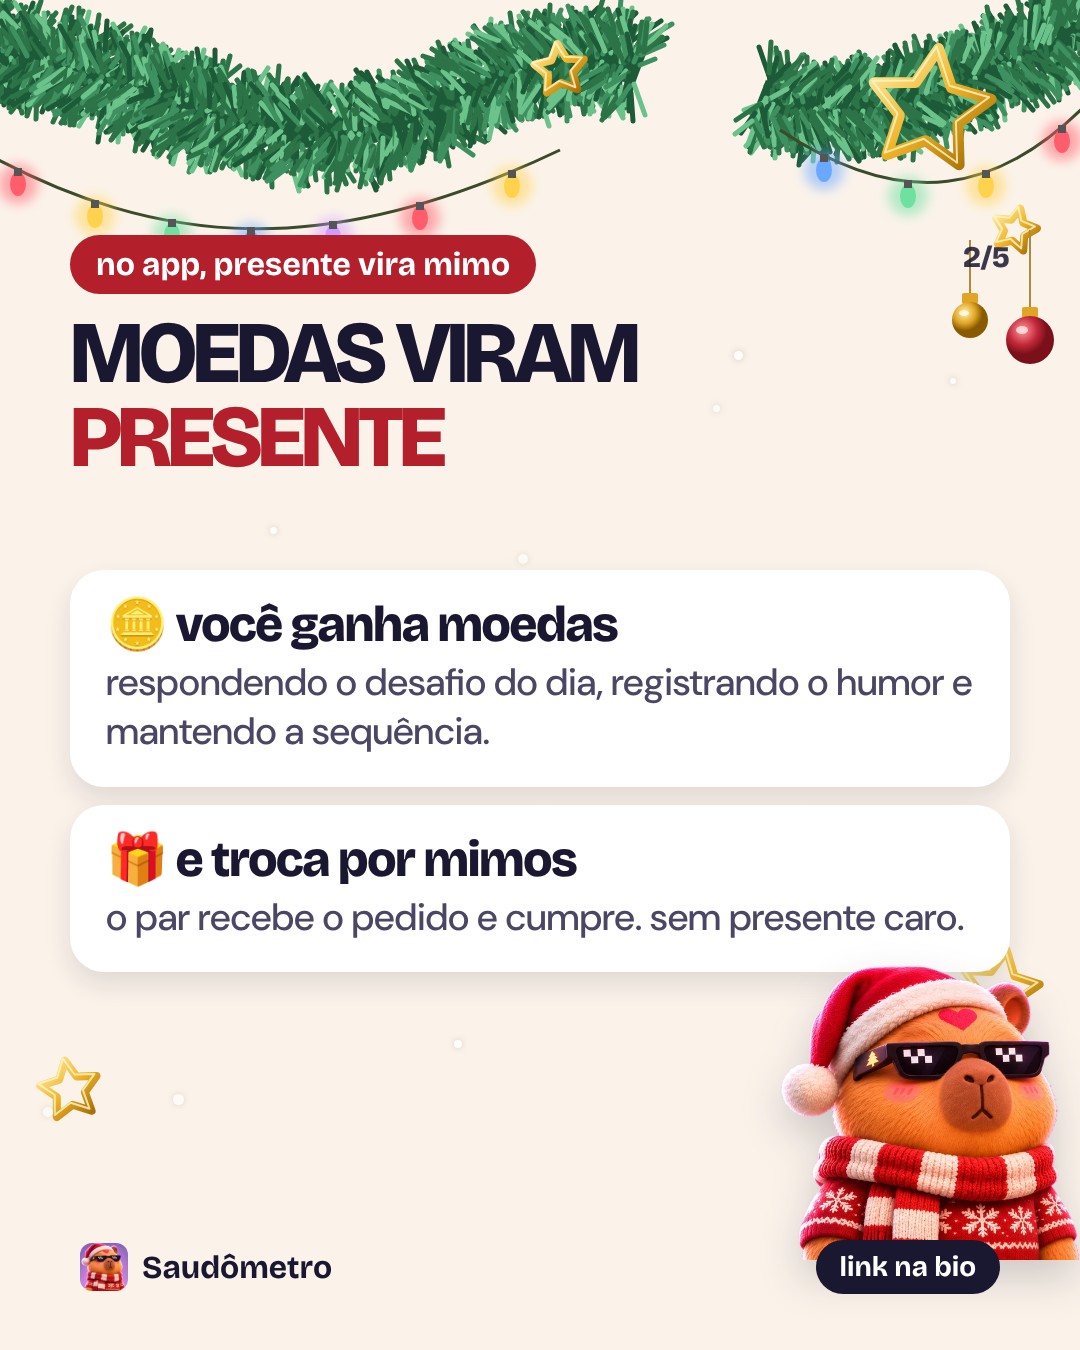 no app, presente vira mimo
2/5
MOEDAS VIRAM
PRESENTE
você ganha moedas
respondendo o desafio do dia, registrando o humor e
mantendo a sequência.
e troca por mimos
o par recebe o pedido e cumpre. sem presente caro.
Saudômetro
link na bio